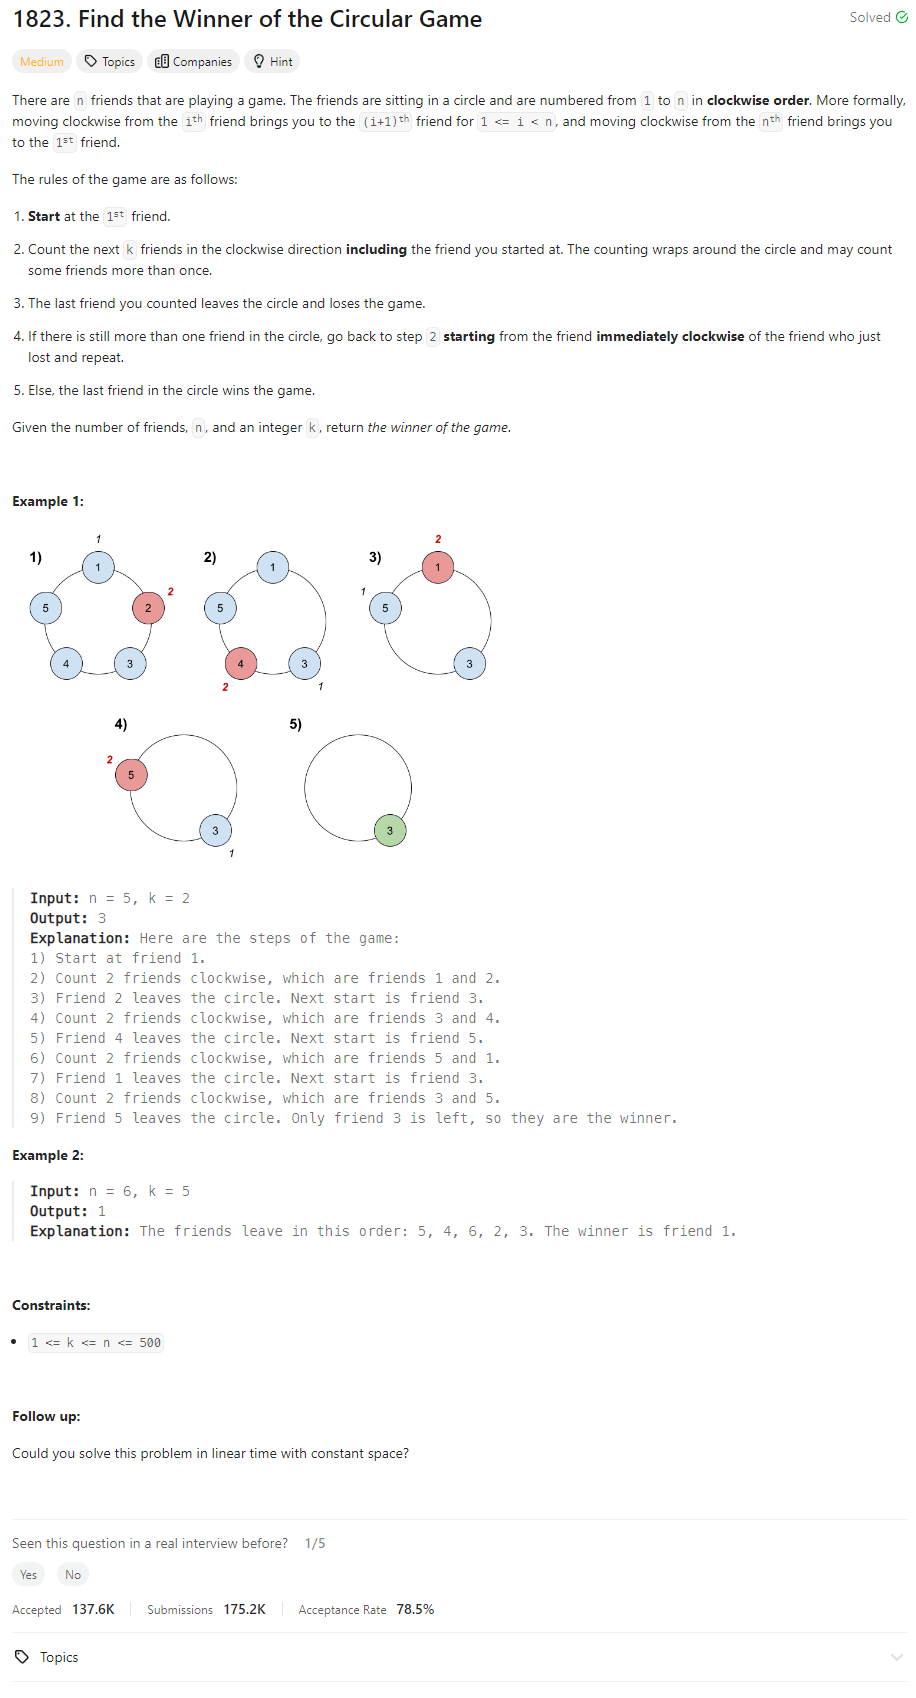 1823. Find the Winner of the Circular Game
Solved
Medium Topics Companies Hint
There are n friends that are playing a game. The friends are sitting in a circle and are numbered from 1 to n in clockwise order. More formally,
moving clockwise from the ith friend brings you to the (i+1)th friend for 1 <= i < n, and moving clockwise from the nth friend brings you
to the 1st friend.
The rules of the game are as follows:
1. Start at the 1st friend.
2. Count the next k friends in the clockwise direction including the friend you started at. The counting wraps around the circle and may count
some friends more than once.
3. The last friend you counted leaves the circle and loses the game.
4. If there is still more than one friend in the circle, go back to step 2 starting from the friend immediately clockwise of the friend who just
lost and repeat.
5. Else, the last friend in the circle wins the game.
Given the number of friends, n, and an integer k, return the winner of the game.
Example 1:
1)
1
1
2
2
3
4
5
2)
1
5
4
3
2
1
3)
2
1
1
5
3
4)
2
5
3
1
5)
3
Input: n = 5, k = 2
Output: 3
Explanation: Here are the steps of the game:
1) Start at friend 1.
2) Count 2 friends clockwise, which are friends 1 and 2.
3) Friend 2 leaves the circle. Next start is friend 3.
4) Count 2 friends clockwise, which are friends 3 and 4.
5) Friend 4 leaves the circle. Next start is friend 5.
6) Count 2 friends clockwise, which are friends 5 and 1.
7) Friend 1 leaves the circle. Next start is friend 3.
8) Count 2 friends clockwise, which are friends 3 and 5.
9) Friend 5 leaves the circle. Only friend 3 is left, so they are the winner.
Example 2:
Input: n = 6, k = 5
Output: 1
Explanation: The friends leave in this order: 5, 4, 6, 2, 3. The winner is friend 1.
Constraints:
• 1 <= k <= n <= 500
Follow up:
Could you solve this problem in linear time with constant space?
Seen this question in a real interview before? 1/5
Yes No
Accepted 137.6K Submissions 175.2K Acceptance Rate 78.5%
Topics